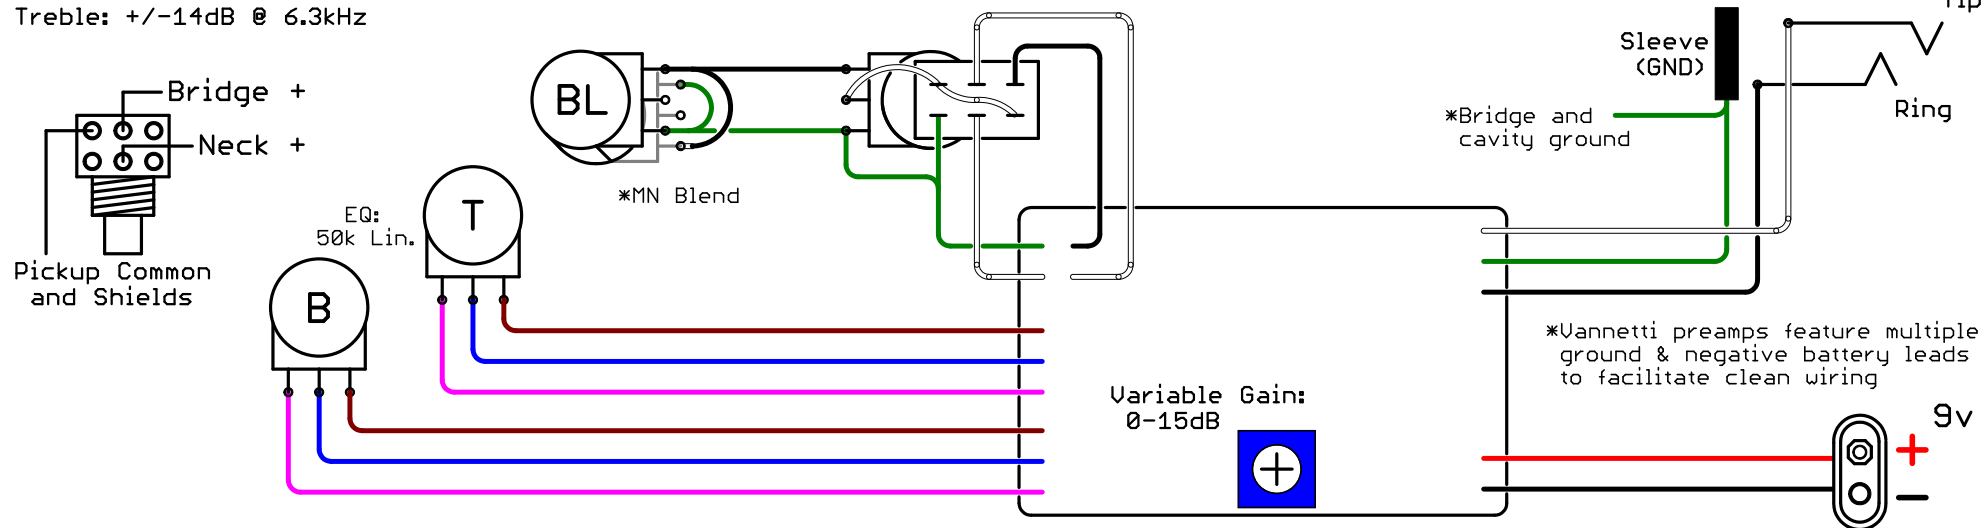 Treble: +/-14dB @ 6.3kHz
Bridge +
Neck +
Pickup Common
and Shields
BL
*MN Blend
T
EQ:
50k Lin.
B
Sleeve
(GND)
*Bridge and
cavity ground
Ring
*Vannetti preamps feature multiple
ground & negative battery leads
to facilitate clean wiring
Variable Gain:
0-15dB
9v
+
-